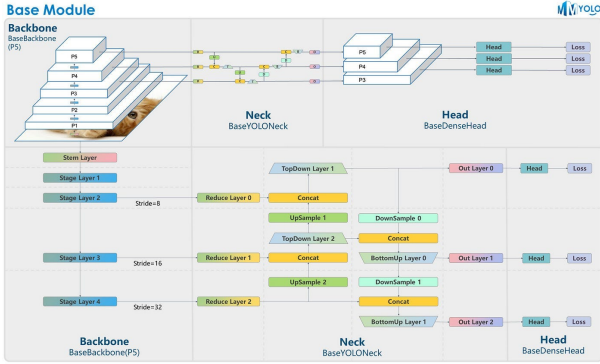 Base Module
MMYOLO
Backbone
BaseBackbone
(P5)
P5
P4
P3
P2
P1
P5
P4
P3
Head
Loss
Head
Loss
Head
Loss
Neck
BaseYOLONeck
Head
BaseDenseHead
Stem Layer
Stage Layer 1
Stage Layer 2
Stride=8
Reduce Layer 0
TopDown Layer 1
Concat
Out Layer 0
Head
Loss
UpSample 1
DownSample 0
TopDown Layer 2
Concat
Stage Layer 3
Stride=16
Reduce Layer 1
Concat
BottomUp Layer 0
Out Layer 1
Head
Loss
UpSample 2
DownSample 1
Stage Layer 4
Stride=32
Reduce Layer 2
Concat
BottomUp Layer 1
Out Layer 2
Head
Loss
Backbone
BaseBackbone(P5)
Neck
BaseYOLONeck
Head
BaseDenseHead